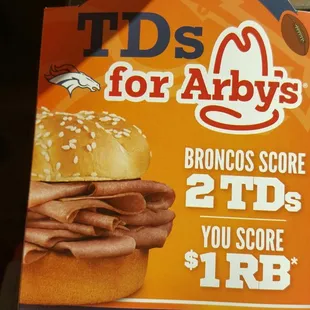 TDs
for Arby's
BRONCOS SCORE
2 TDs
YOU SCORE
$1 RB*